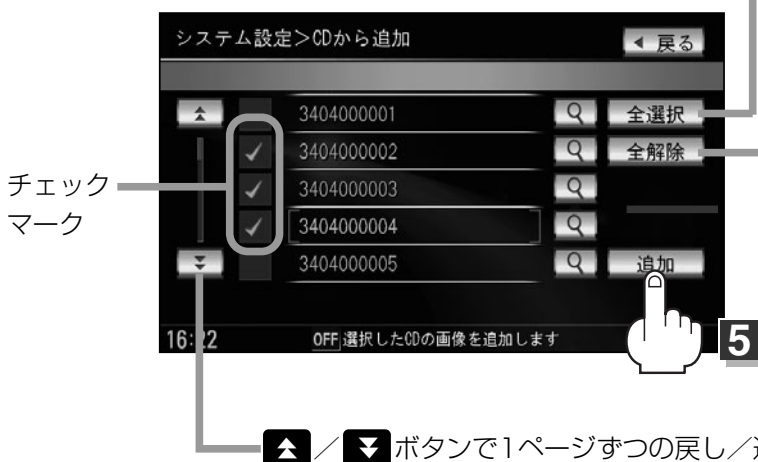 システム設定＞CDから追加
◀ 戻る
3404000001
全選択
3404000002
全解除
チェック
マーク
3404000003
3404000004
3404000005
追加
16:22
OFF 選択したCDの画像を追加します
5
／ ボタンで1ページずつの戻し／